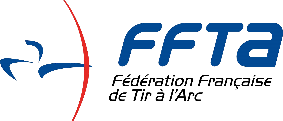 FFTA
Fédération Française
de Tir à l'Arc